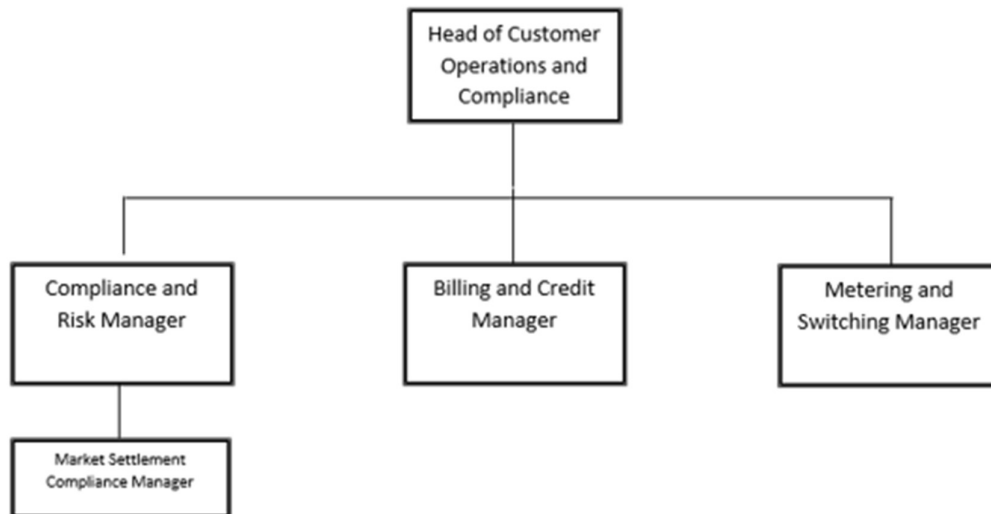 Head of Customer
Operations and
Compliance
Compliance and
Risk Manager
Billing and Credit
Manager
Metering and
Switching Manager
Market Settlement
Compliance Manager